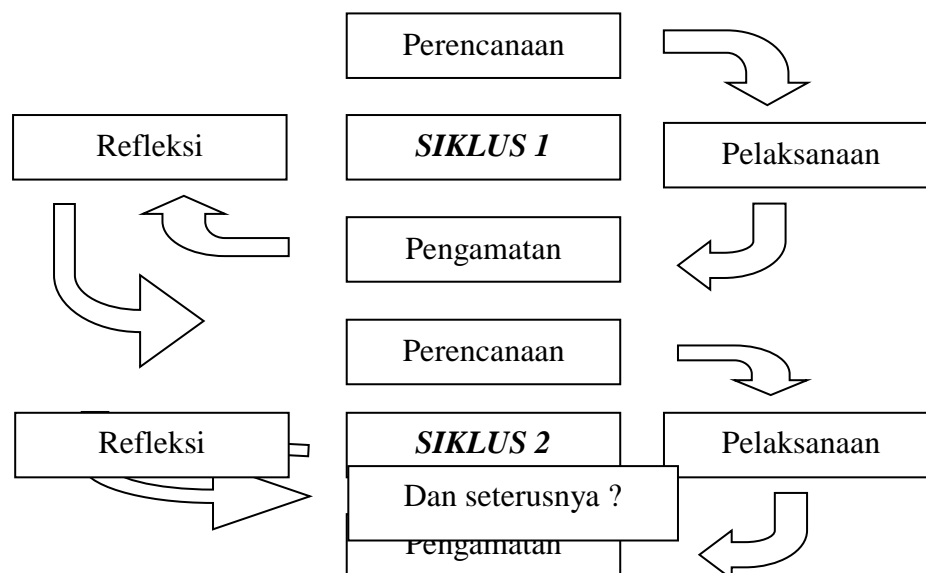 Perencanaan
Refleksi
SIKLUS 1
Pelaksanaan
Pengamatan
Perencanaan
Refleksi
SIKLUS 2
Pelaksanaan
Dan seterusnya ?
Pengamatan